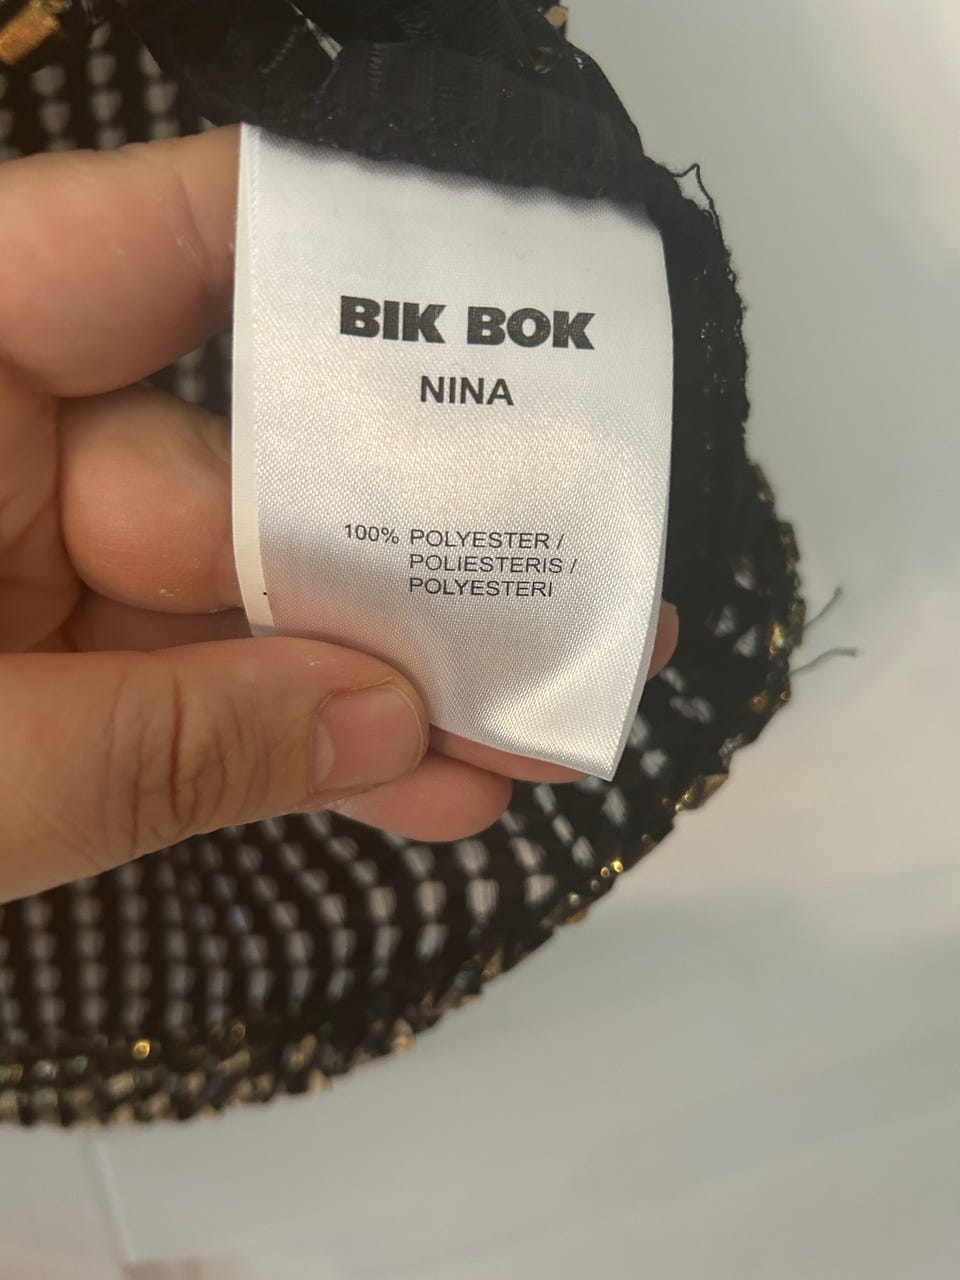 BIK BOK
NINA
100% POLYESTER /
POLIESTERIS /
POLYESTERI